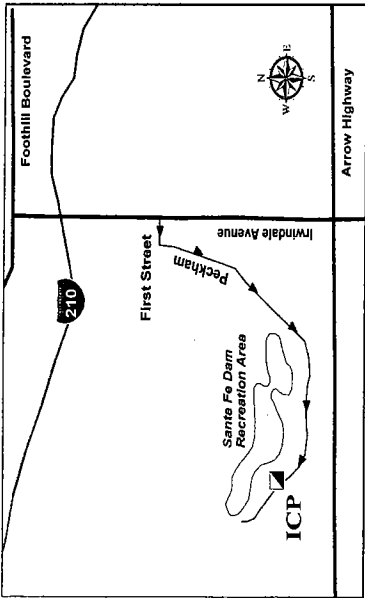 Foothill Boulevard
210
First Street
Peckham
Irwindale Avenue
Sante Fe Dam
Recreation Area
ICP
N
W
E
S
Arrow Highway